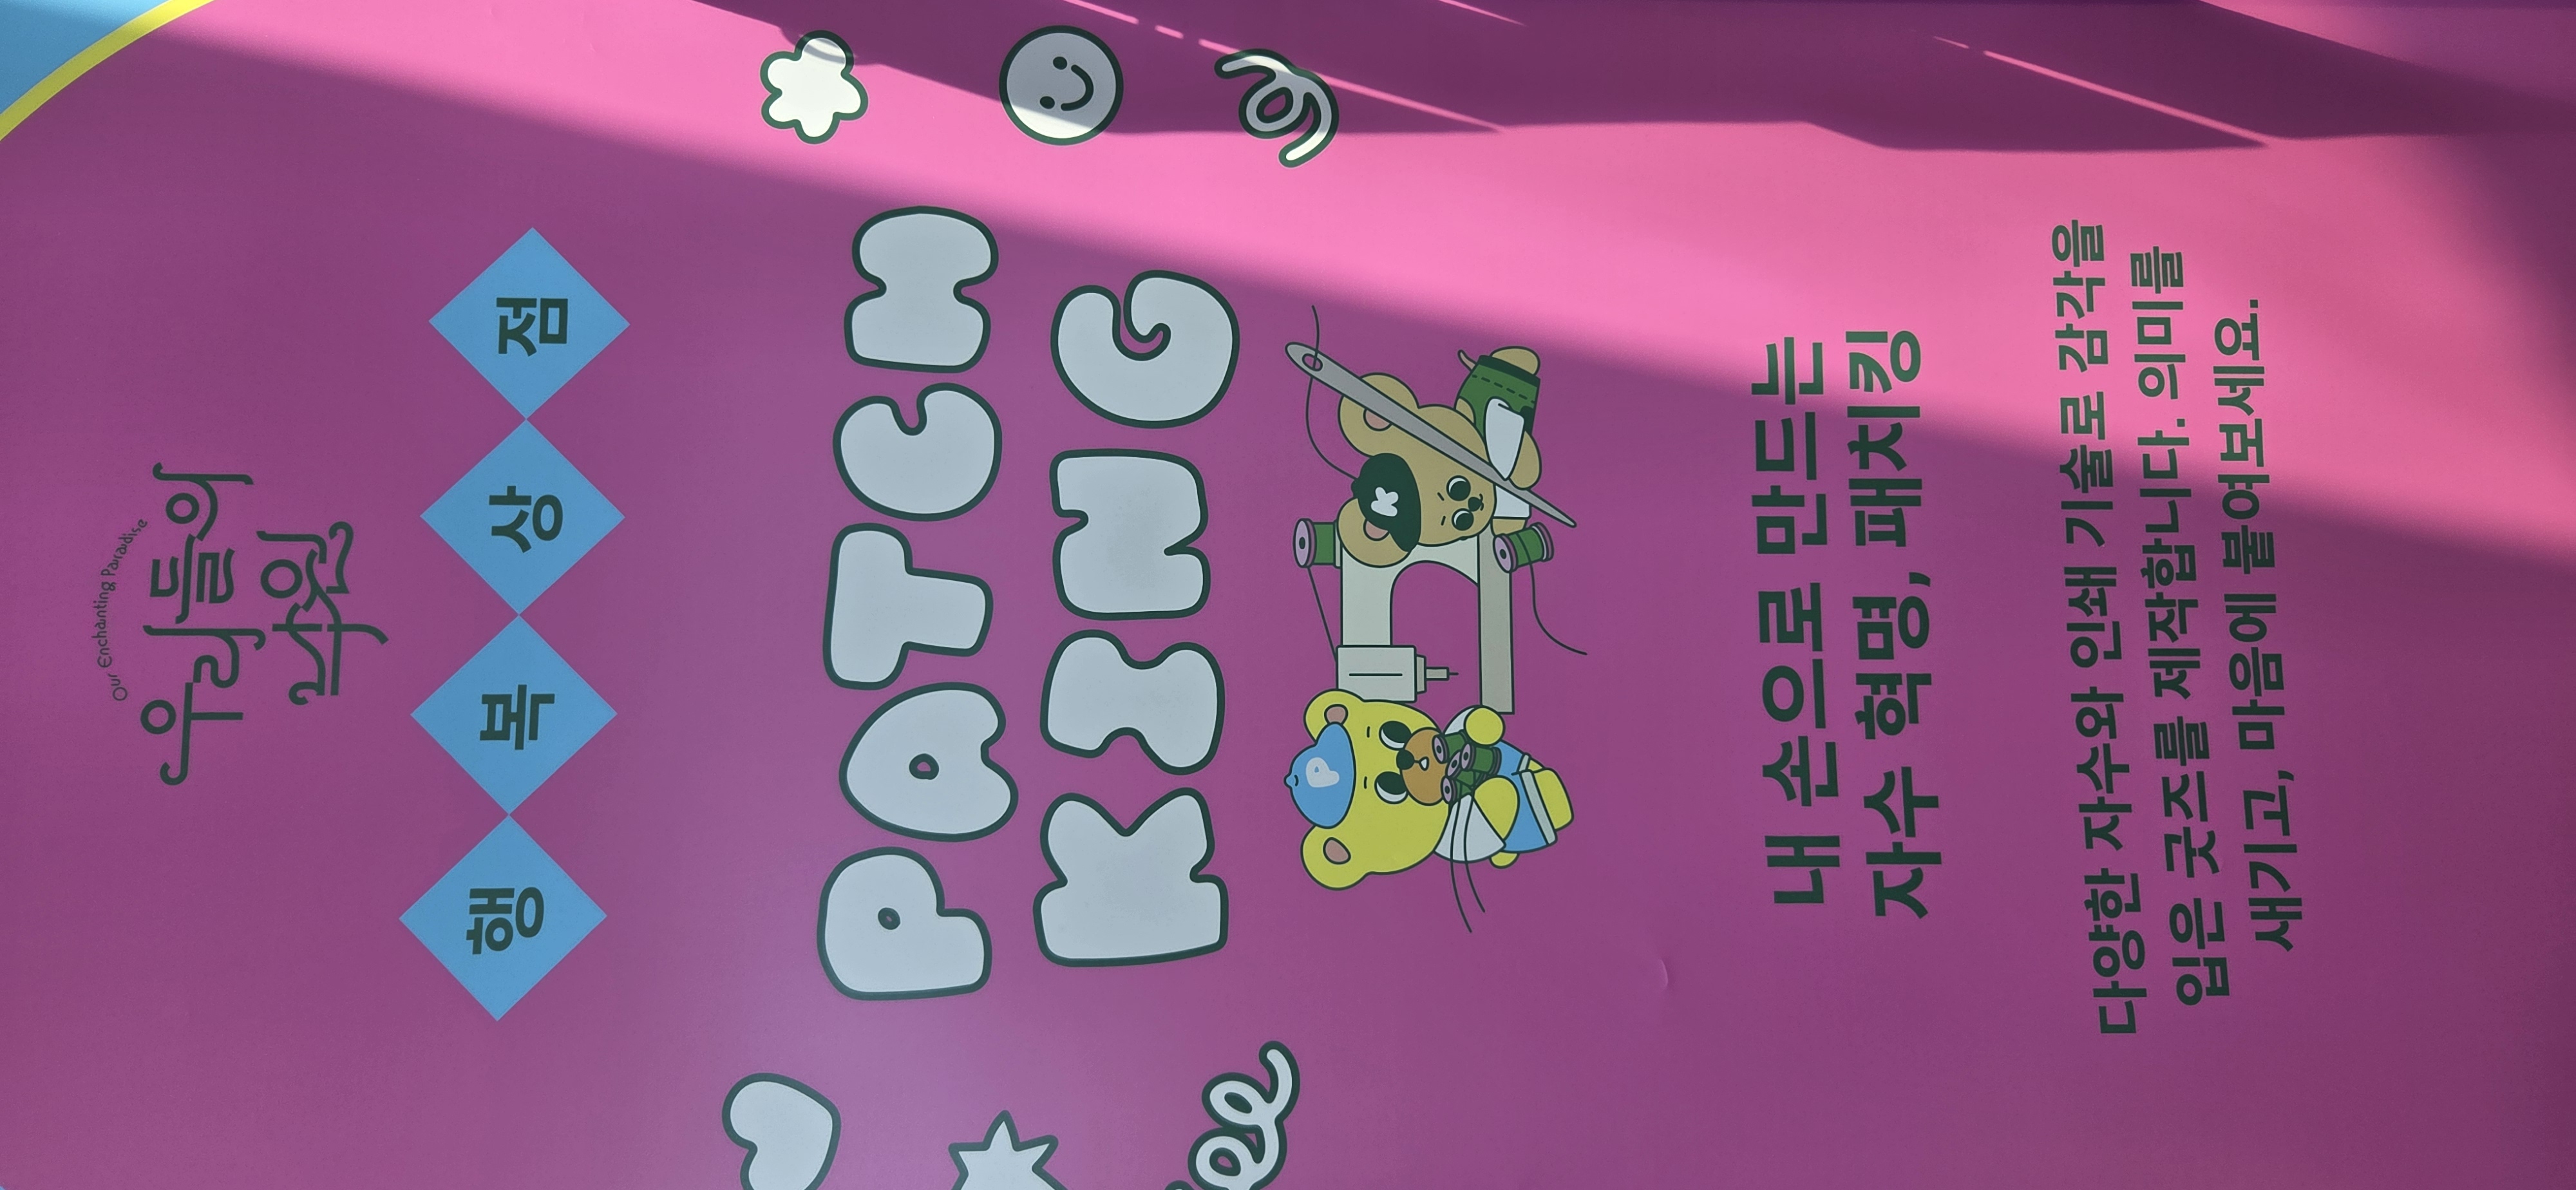 Our Enchanting Paradise
우리들의
낙원
행복상점
PATCH
KING
P
내 손으로 만드는
자수 혁명, 패치킹
다양한 자수와 인쇄 기술로 감각을
입은 굿즈를 제작합니다. 의미를
새기고, 마음에 붙여보세요.